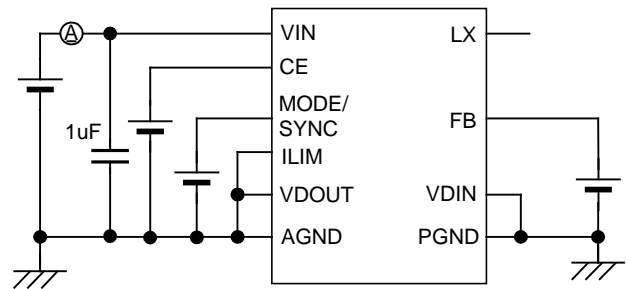 A
VIN
LX
CE
MODE/
SYNC
FB
1uF
ILIM
VDOUT
VDIN
AGND
PGND